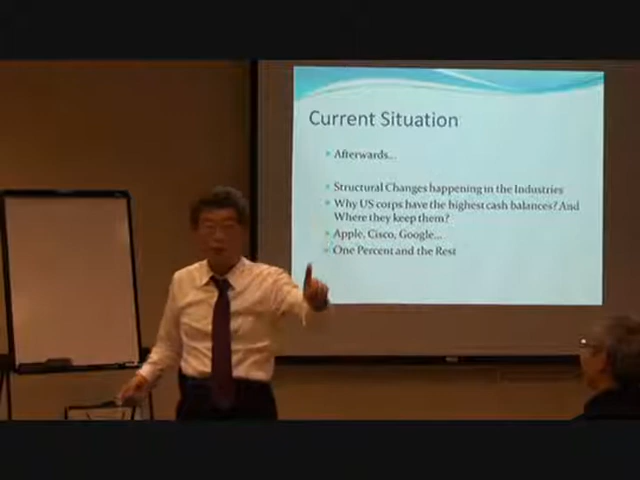 Current Situation
Afterwards...
Structural Changes happening in the Industries
Why US corps have the highest cash balances? And
Where they keep them?
Apple, Cisco, Google...
One Percent and the Rest